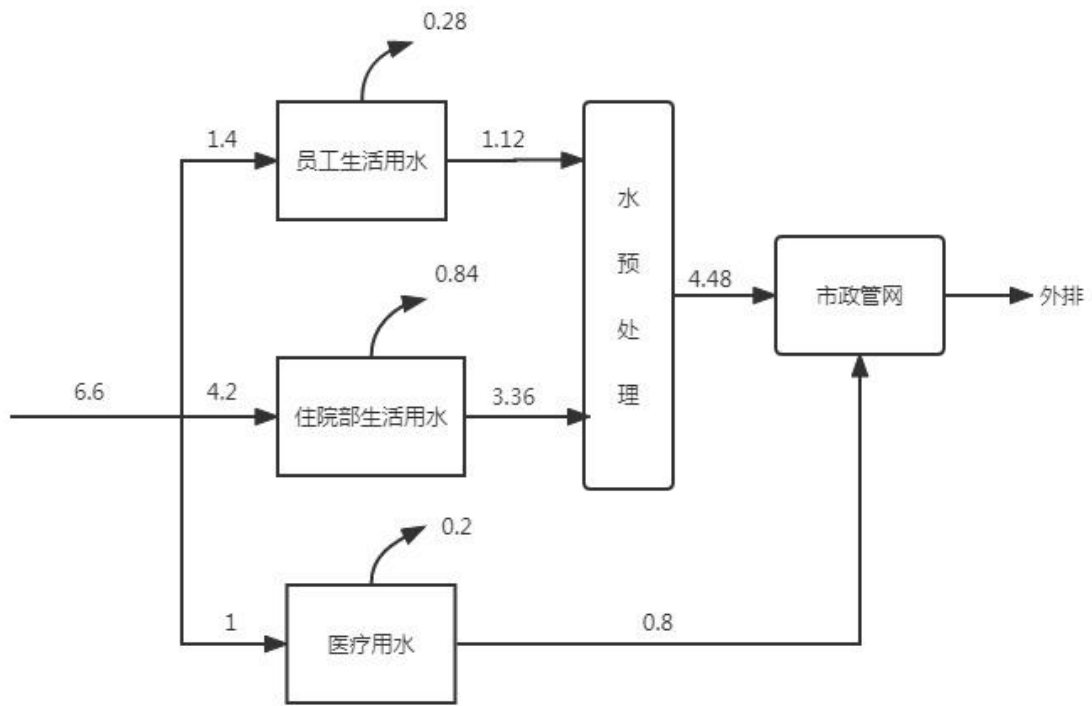 0.28
1.4
员工生活用水
1.12
水预处理
0.84
4.48
市政管网
外排
6.6
4.2
住院部生活用水
3.36
0.2
1
医疗用水
0.8